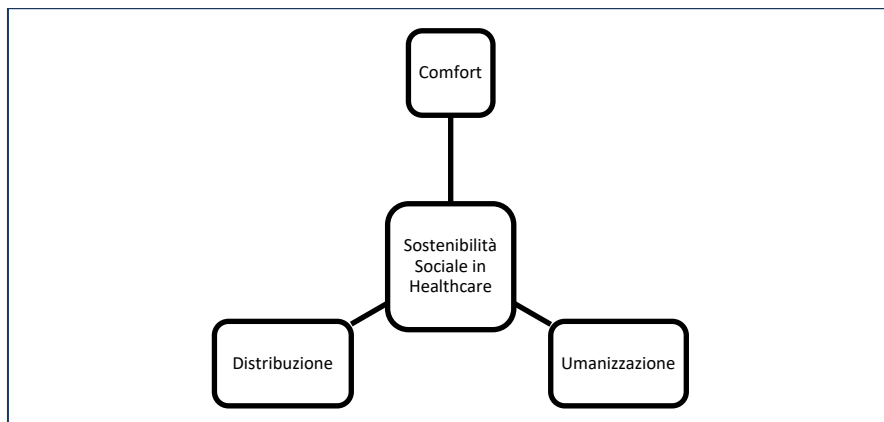 Comfort
Sostenibilità
Sociale in
Healthcare
Distribuzione
Umanizzazione